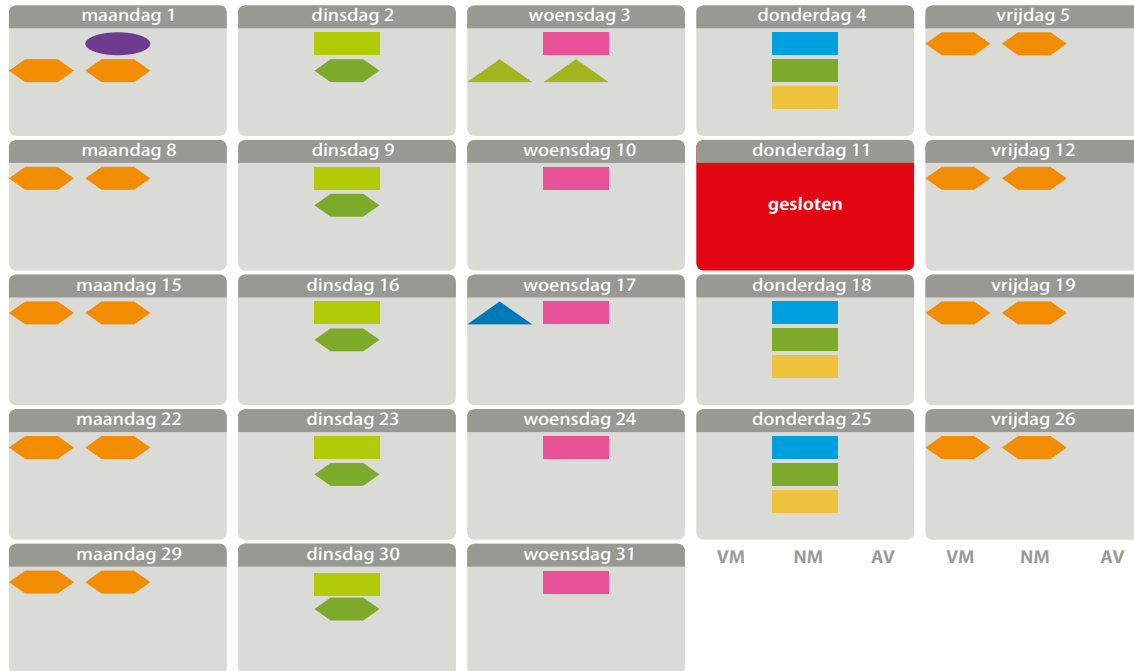 maandag 1
dinsdag 2
woensdag 3
donderdag 4
vrijdag 5
maandag 8
dinsdag 9
woensdag 10
donderdag 11
vrijdag 12
gesloten
maandag 15
dinsdag 16
woensdag 17
donderdag 18
vrijdag 19
maandag 22
dinsdag 23
woensdag 24
donderdag 25
vrijdag 26
maandag 29
dinsdag 30
woensdag 31
VM NM AV VM NM AV